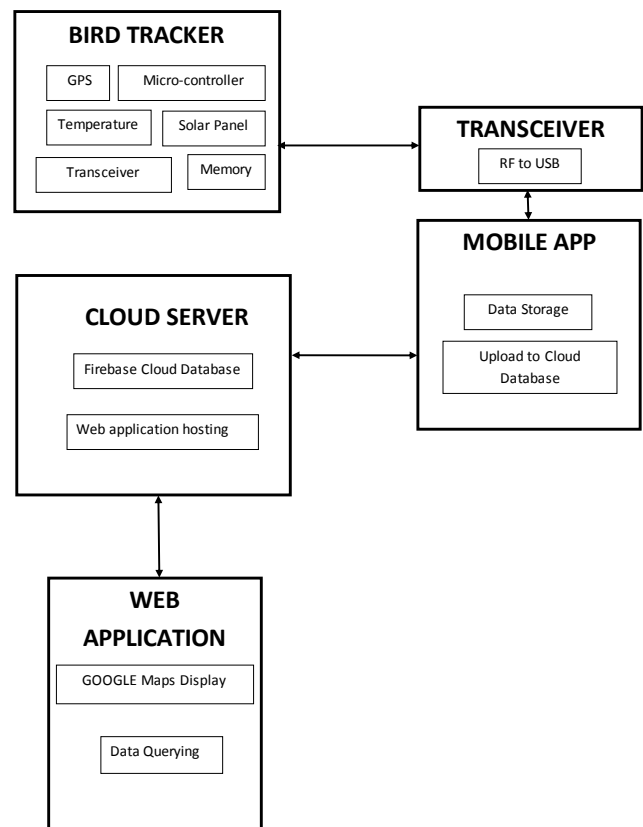 BIRD TRACKER
GPS
Micro-controller
Temperature
Solar Panel
Transceiver
Memory
TRANSCEIVER
RF to USB
MOBILE APP
Data Storage
Upload to Cloud
Database
CLOUD SERVER
Firebase Cloud Database
Web application hosting
WEB
APPLICATION
GOOGLE Maps Display
Data Querying